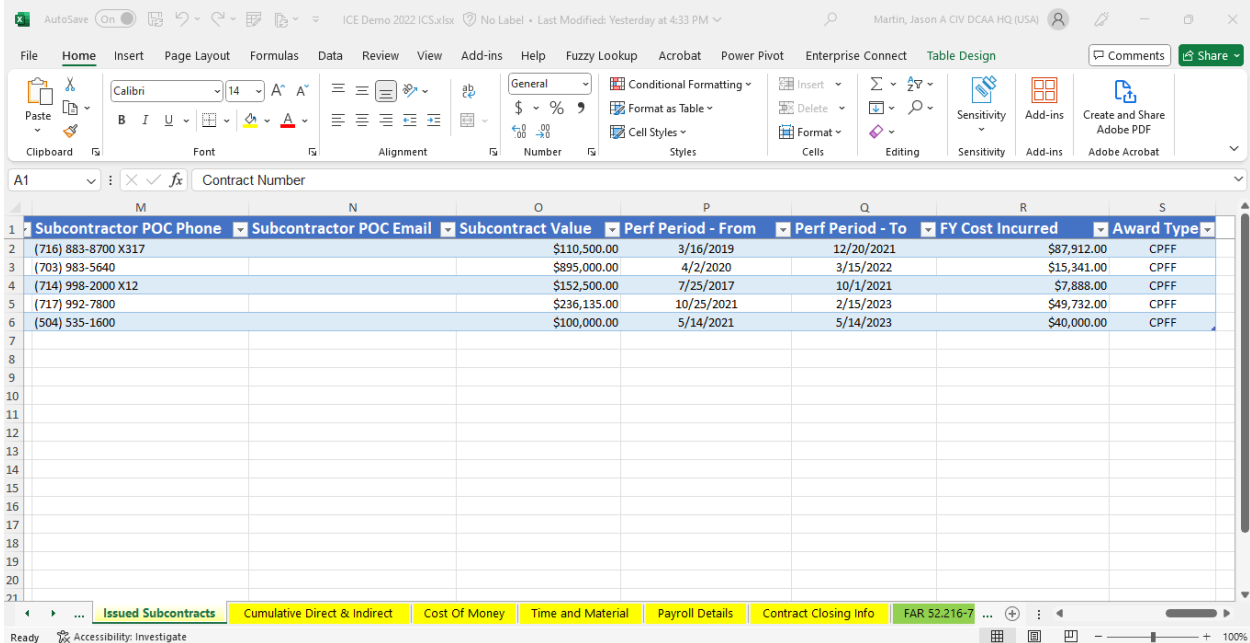 AutoSave On ICE Demo 2022 ICS.xlsx No Label • Last Modified: Yesterday at 4:33 PM Martin, Jason A CIV DCAA HQ (USA)
File Home Insert Page Layout Formulas Data Review View Add-ins Help Fuzzy Lookup Acrobat Power Pivot Enterprise Connect Table Design Comments Share
Paste Calibri 14 A A ab General Conditional Formatting Insert Σ A Z Sensitivity Add-ins Create and Share Adobe PDF
B I U A $ % Format as Table Delete
Cell Styles Format
Clipboard Font Alignment Number Styles Cells Editing Sensitivity Add-ins Adobe Acrobat
A1 fx Contract Number
M N O P Q R S
1 Subcontractor POC Phone Subcontractor POC Email Subcontract Value Perf Period - From Perf Period - To FY Cost Incurred Award Type
2 (716) 883-8700 X317 $110,500.00 3/16/2019 12/20/2021 $87,912.00 CPFF
3 (703) 983-5640 $895,000.00 4/2/2020 3/15/2022 $15,341.00 CPFF
4 (714) 998-2000 X12 $152,500.00 7/25/2017 10/1/2021 $7,888.00 CPFF
5 (717) 992-7800 $236,135.00 10/25/2021 2/15/2023 $49,732.00 CPFF
6 (504) 535-1600 $100,000.00 5/14/2021 5/14/2023 $40,000.00 CPFF
7
8
9
10
11
12
13
14
15
16
17
18
19
20
21
... Issued Subcontracts Cumulative Direct & Indirect Cost Of Money Time and Material Payroll Details Contract Closing Info FAR 52.216-7 ...
Ready Accessibility: Investigate 100%